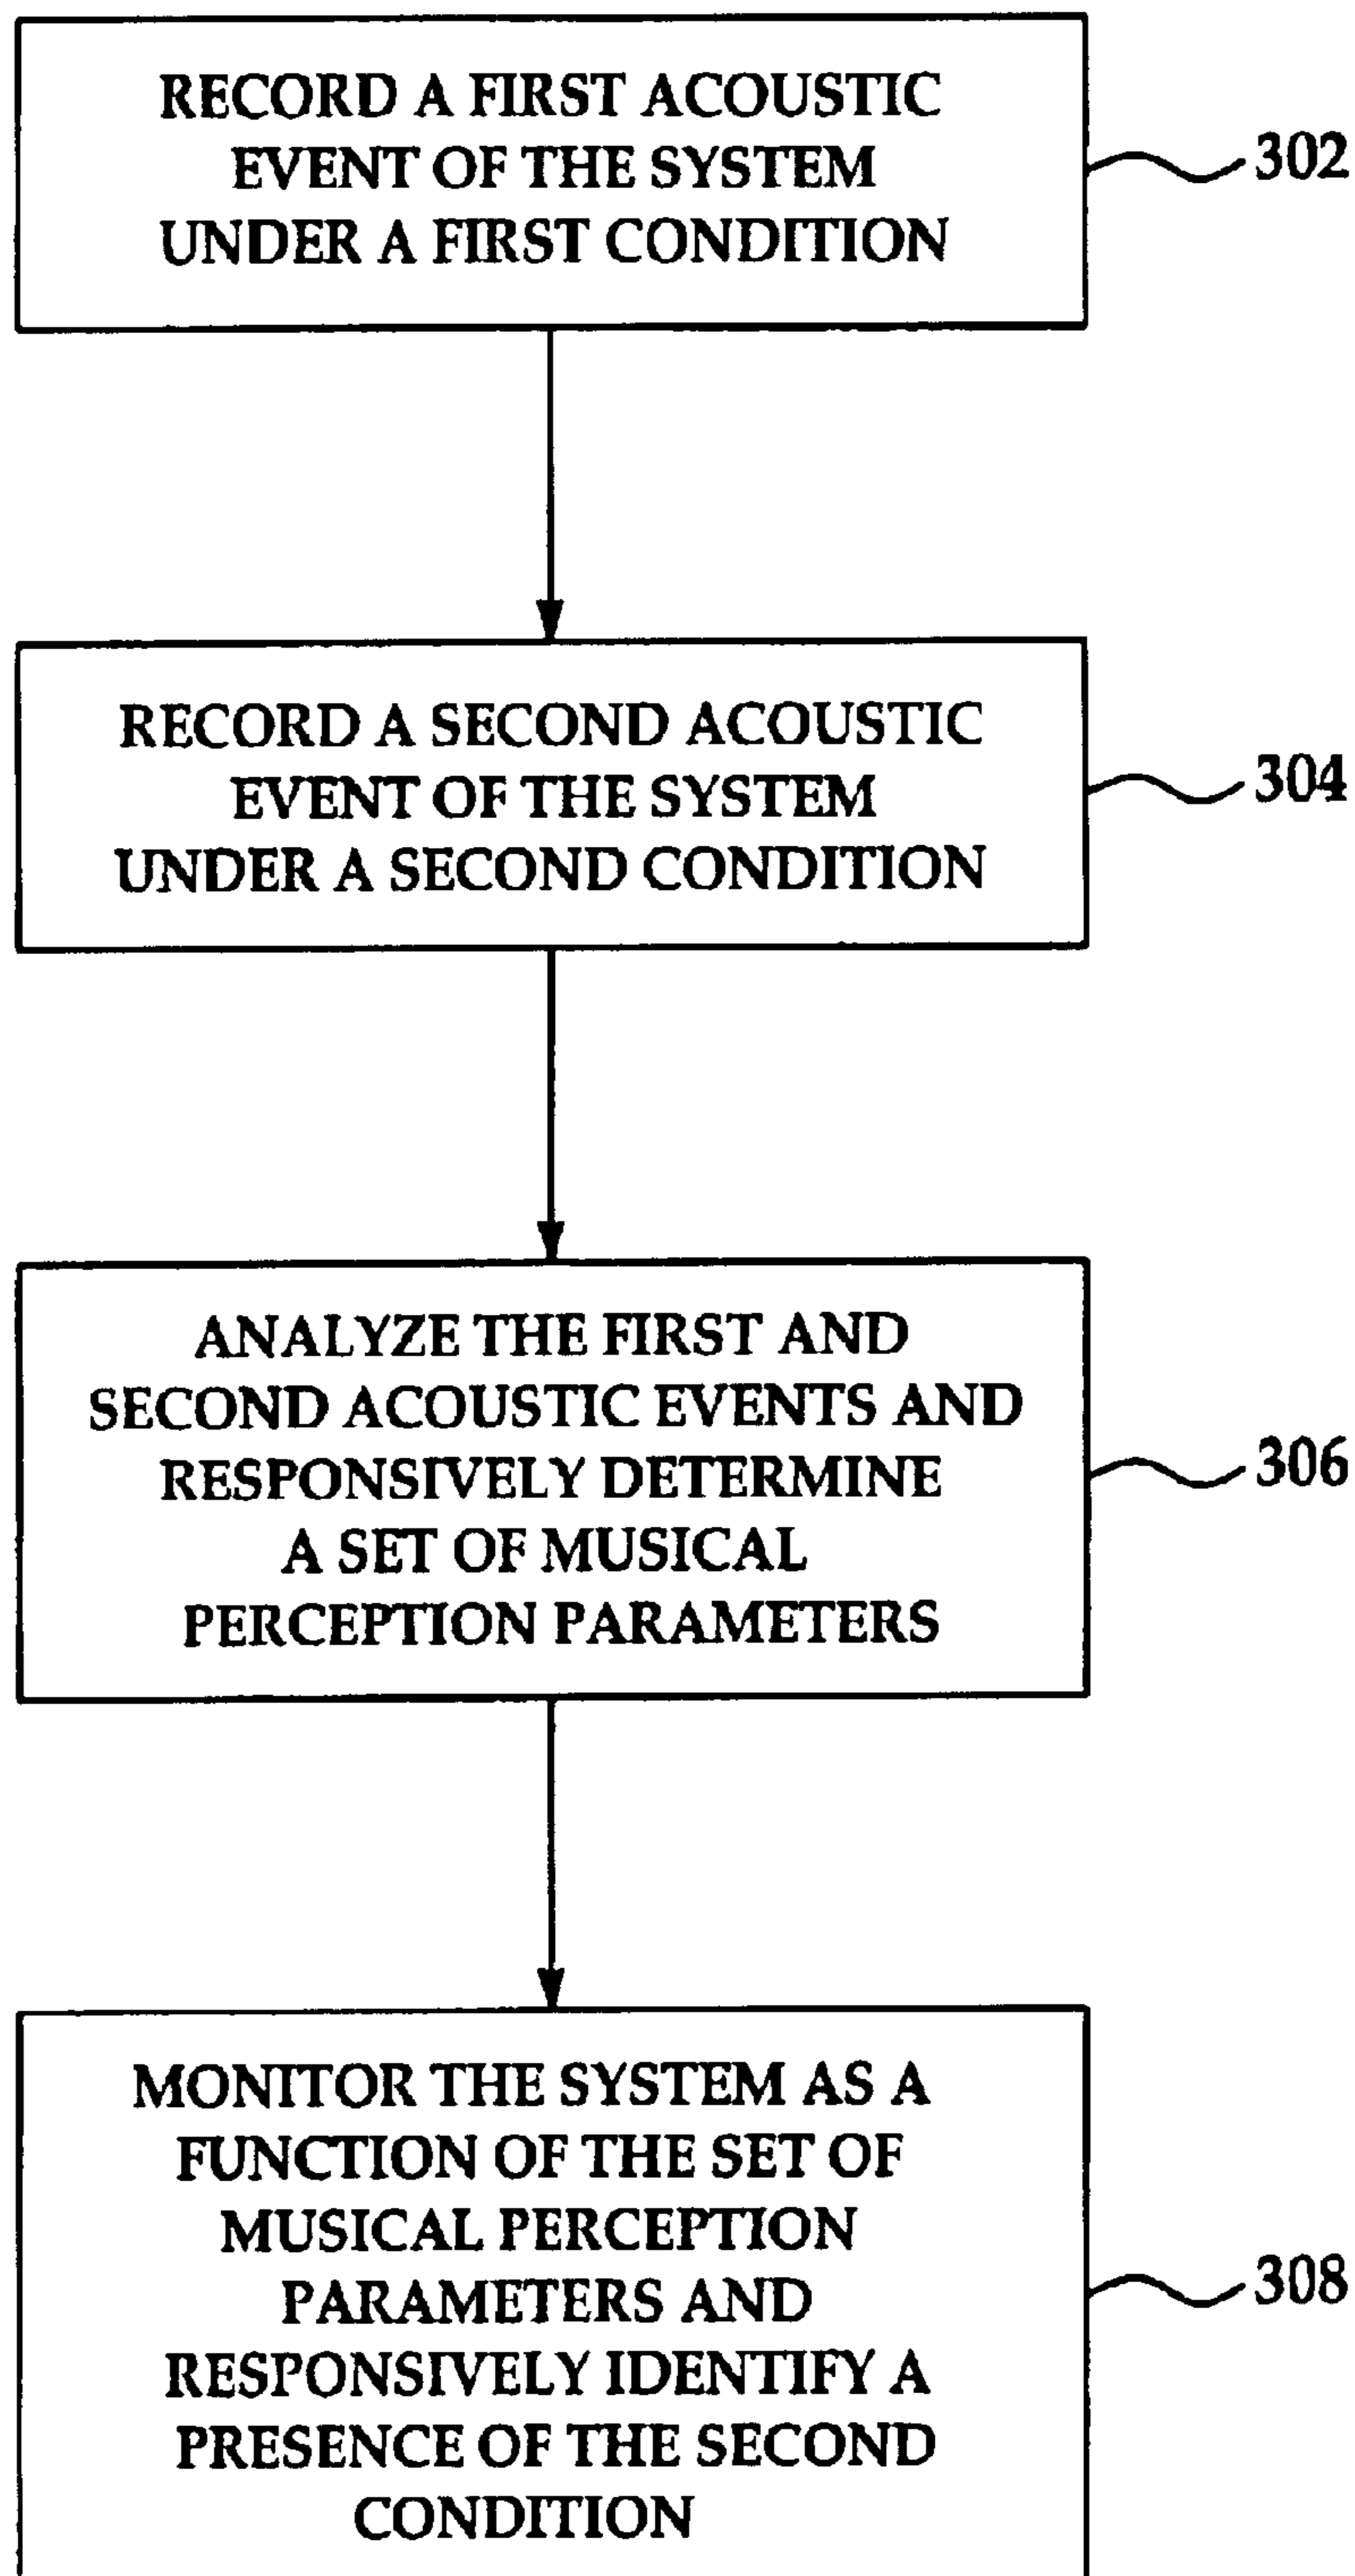 RECORD A FIRST ACOUSTIC
EVENT OF THE SYSTEM
UNDER A FIRST CONDITION
302
RECORD A SECOND ACOUSTIC
EVENT OF THE SYSTEM
UNDER A SECOND CONDITION
304
ANALYZE THE FIRST AND
SECOND ACOUSTIC EVENTS AND
RESPONSIVELY DETERMINE
A SET OF MUSICAL
PERCEPTION PARAMETERS
306
MONITOR THE SYSTEM AS A
FUNCTION OF THE SET OF
MUSICAL PERCEPTION
PARAMETERS AND
RESPONSIVELY IDENTIFY A
PRESENCE OF THE SECOND
CONDITION
308